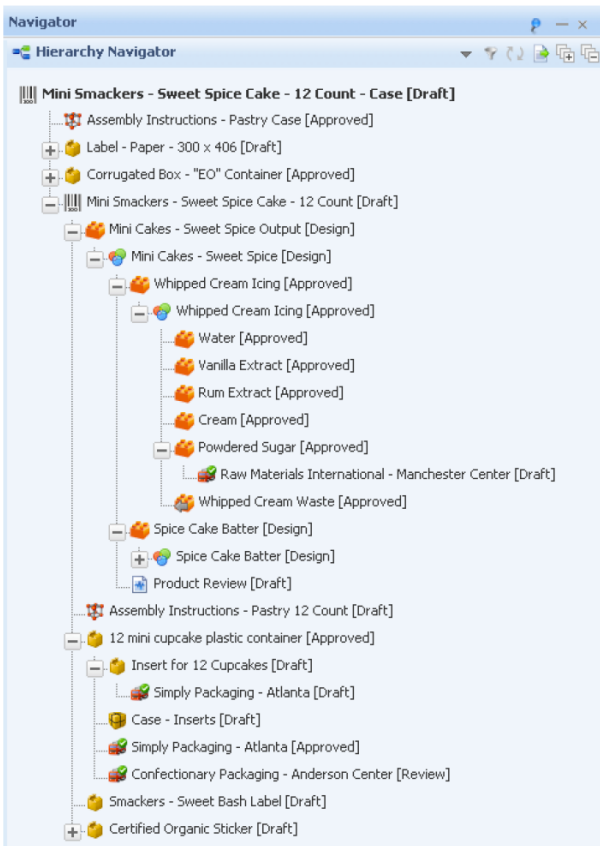 Navigator
Hierarchy Navigator
Mini Smackers - Sweet Spice Cake - 12 Count - Case [Draft]
Assembly Instructions - Pastry Case [Approved]
Label - Paper - 300 x 406 [Draft]
Corrugated Box - "EO" Container [Approved]
Mini Smackers - Sweet Spice Cake - 12 Count [Draft]
Mini Cakes - Sweet Spice Output [Design]
Mini Cakes - Sweet Spice [Design]
Whipped Cream Icing [Approved]
Whipped Cream Icing [Approved]
Water [Approved]
Vanilla Extract [Approved]
Rum Extract [Approved]
Cream [Approved]
Powdered Sugar [Approved]
Raw Materials International - Manchester Center [Draft]
Whipped Cream Waste [Approved]
Spice Cake Batter [Design]
Spice Cake Batter [Design]
Product Review [Draft]
Assembly Instructions - Pastry 12 Count [Draft]
12 mini cupcake plastic container [Approved]
Insert for 12 Cupcakes [Draft]
Simply Packaging - Atlanta [Draft]
Case - Inserts [Draft]
Simply Packaging - Atlanta [Approved]
Confectionary Packaging - Anderson Center [Review]
Smackers - Sweet Bash Label [Draft]
Certified Organic Sticker [Draft]